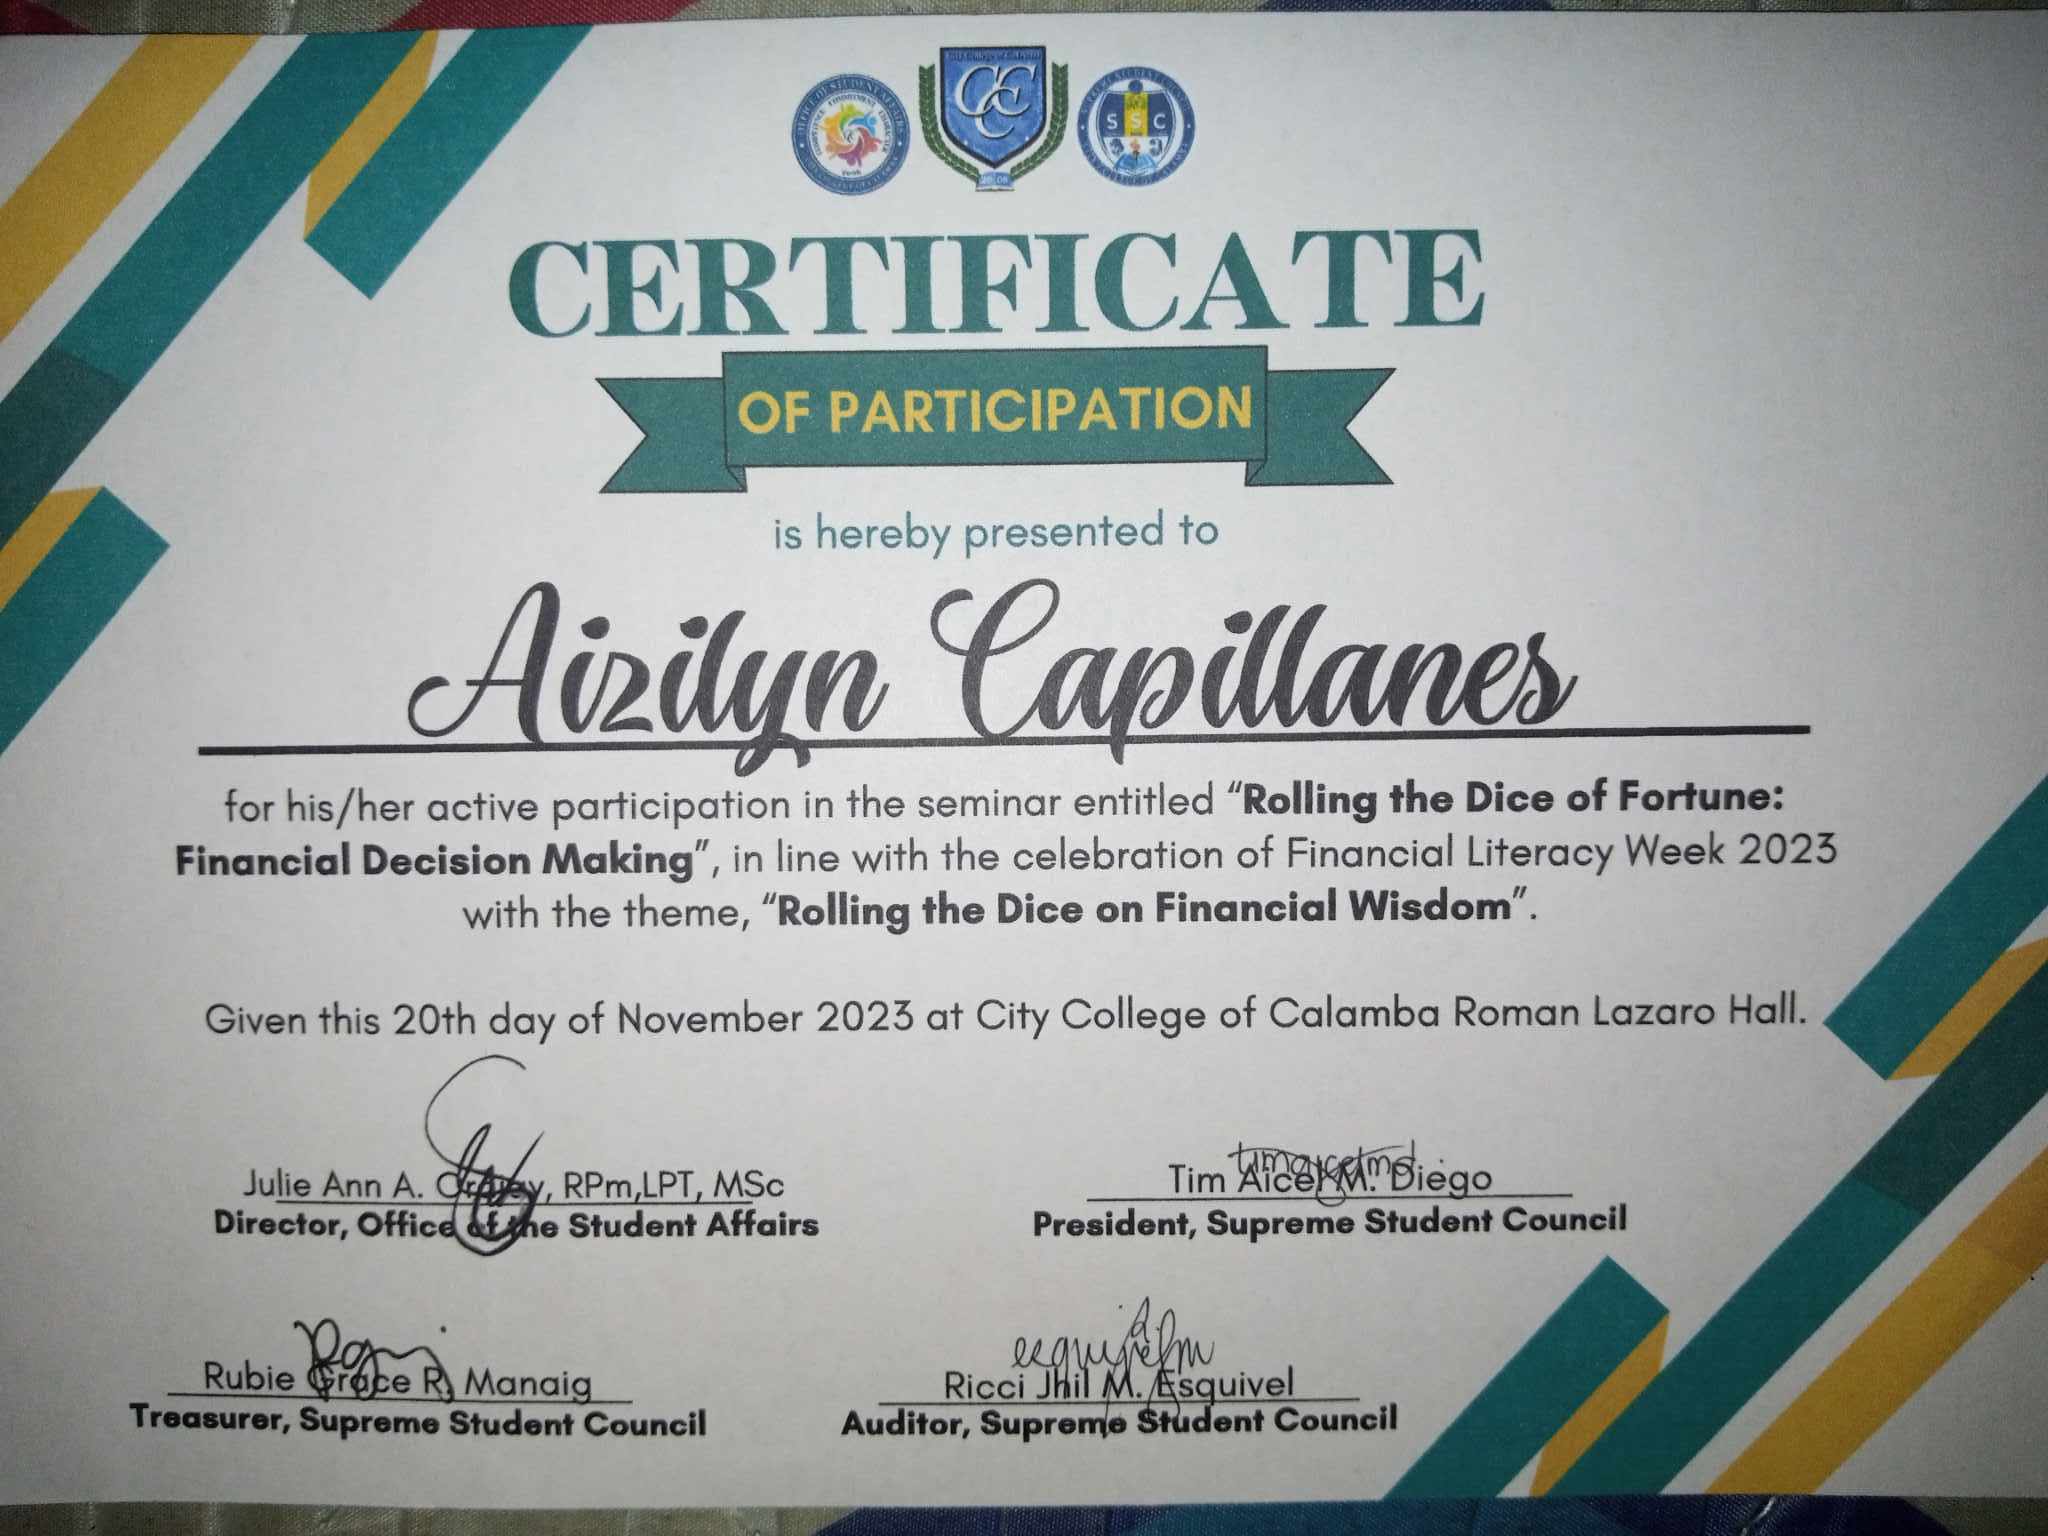 CCC
2008
SSC
CERTIFICATE
OF PARTICIPATION
is hereby presented to
Aizilyn Capillanes
for his/her active participation in the seminar entitled “Rolling the Dice of Fortune:
Financial Decision Making”, in line with the celebration of Financial Literacy Week 2023
with the theme, “Rolling the Dice on Financial Wisdom”.
Given this 20th day of November 2023 at City College of Calamba Roman Lazaro Hall.
Julie Ann A. RPm,LPT, MSc
Director, Office of the Student Affairs
Tim Aicel M. Diego
President, Supreme Student Council
Rubie Grace R. Manaig
Treasurer, Supreme Student Council
Ricci Jhil M. Esquivel
Auditor, Supreme Student Council